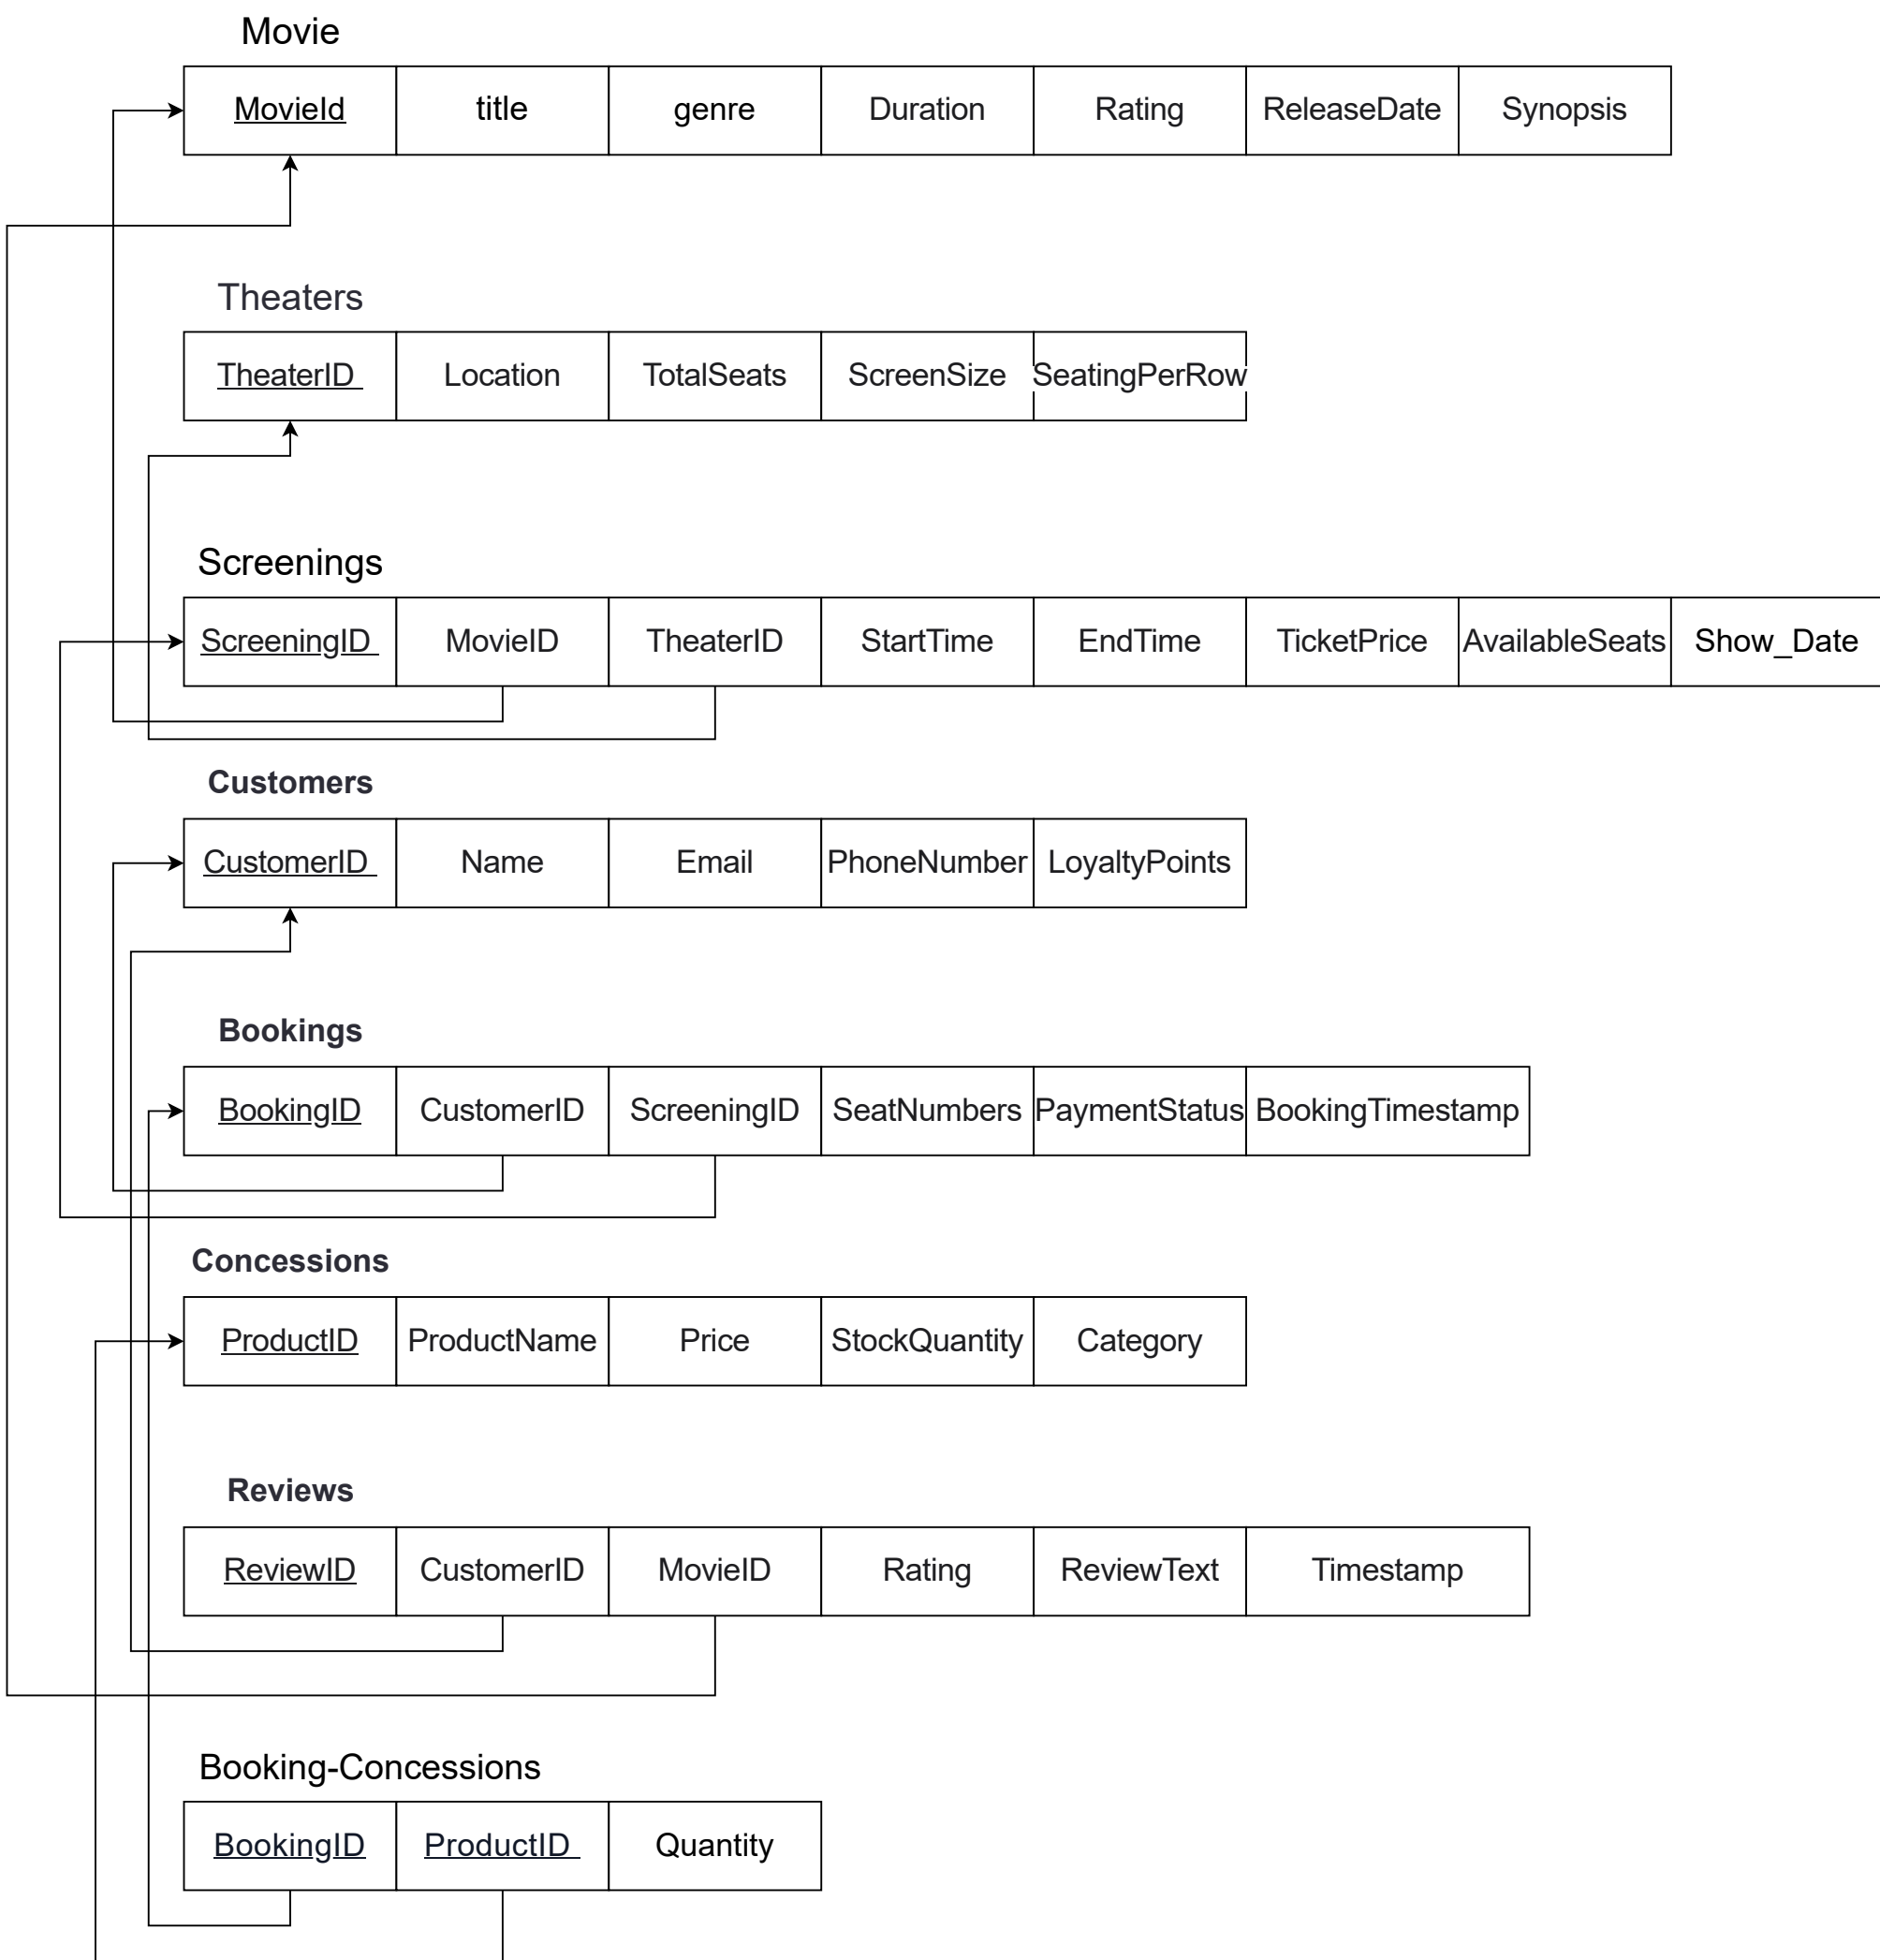 Movie
MovieId title genre Duration Rating ReleaseDate Synopsis
Theaters
TheaterID Location TotalSeats ScreenSize SeatingPerRow
Screenings
ScreeningID MovieID TheaterID StartTime EndTime TicketPrice AvailableSeats Show_Date
Customers
CustomerID Name Email PhoneNumber LoyaltyPoints
Bookings
BookingID CustomerID ScreeningID SeatNumbers PaymentStatus BookingTimestamp
Concessions
ProductID ProductName Price StockQuantity Category
Reviews
ReviewID CustomerID MovieID Rating ReviewText Timestamp
Booking-Concessions
BookingID ProductID Quantity